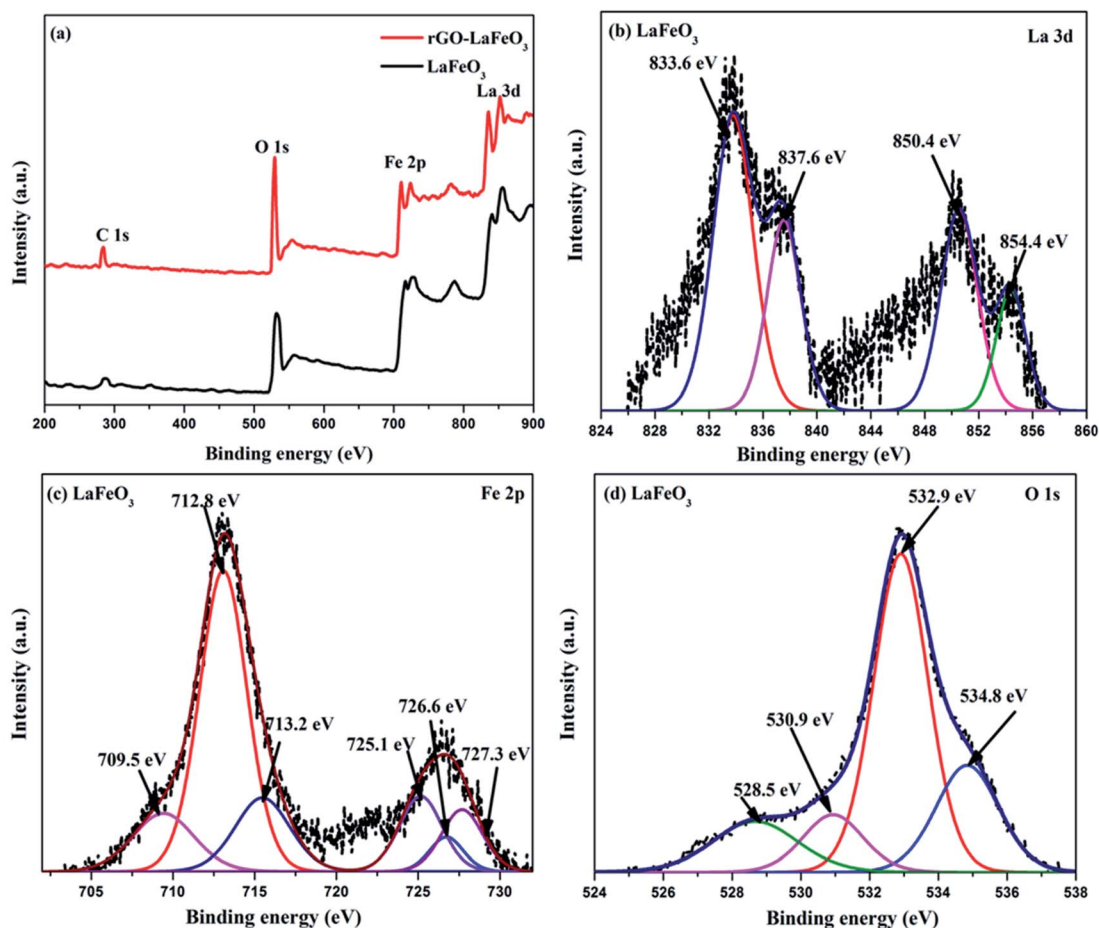 (a)
rGO-LaFeO₃
LaFeO₃
La 3d
O 1s
Fe 2p
C 1s
Intensity (a.u.)
200 300 400 500 600 700 800 900
Binding energy (eV)
(b) LaFeO₃ La 3d
833.6 eV
837.6 eV
850.4 eV
854.4 eV
Intensity (a.u.)
824 828 832 836 840 844 848 852 856 860
Binding energy (eV)
(c) LaFeO₃ Fe 2p
712.8 eV
709.5 eV
713.2 eV
726.6 eV
725.1 eV
727.3 eV
Intensity (a.u.)
705 710 715 720 725 730
Binding energy (eV)
(d) LaFeO₃ O 1s
532.9 eV
534.8 eV
530.9 eV
528.5 eV
Intensity (a.u.)
524 526 528 530 532 534 536 538
Binding energy (eV)